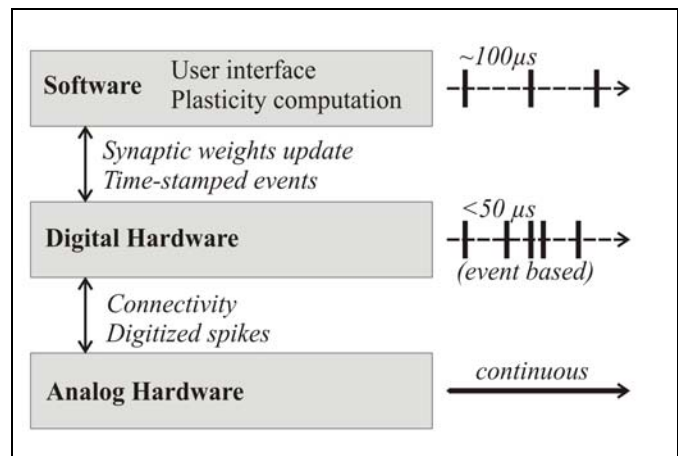 Software
User interface
Plasticity computation
~100µs
Synaptic weights update
Time-stamped events
Digital Hardware
<50 µs
(event based)
Connectivity
Digitized spikes
Analog Hardware
continuous